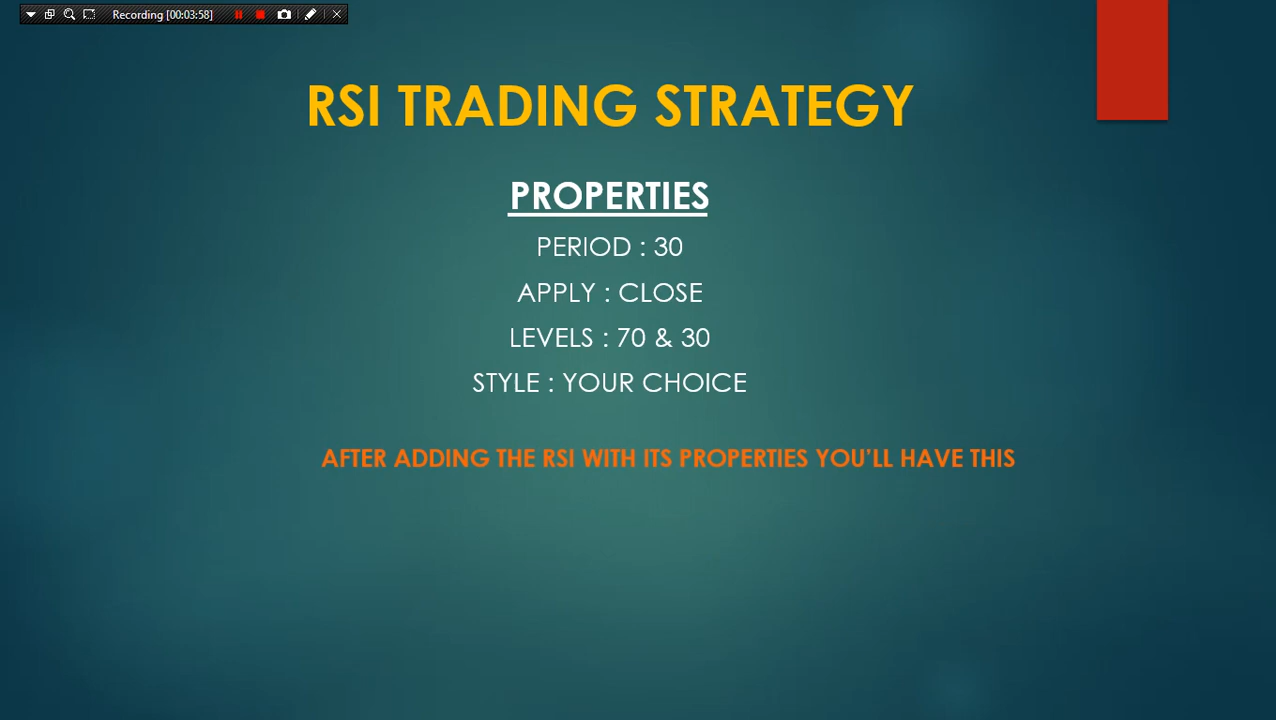 Recording [00:03:58]
RSI TRADING STRATEGY
PROPERTIES
PERIOD : 30
APPLY : CLOSE
LEVELS : 70 & 30
STYLE : YOUR CHOICE
AFTER ADDING THE RSI WITH ITS PROPERTIES YOU'LL HAVE THIS